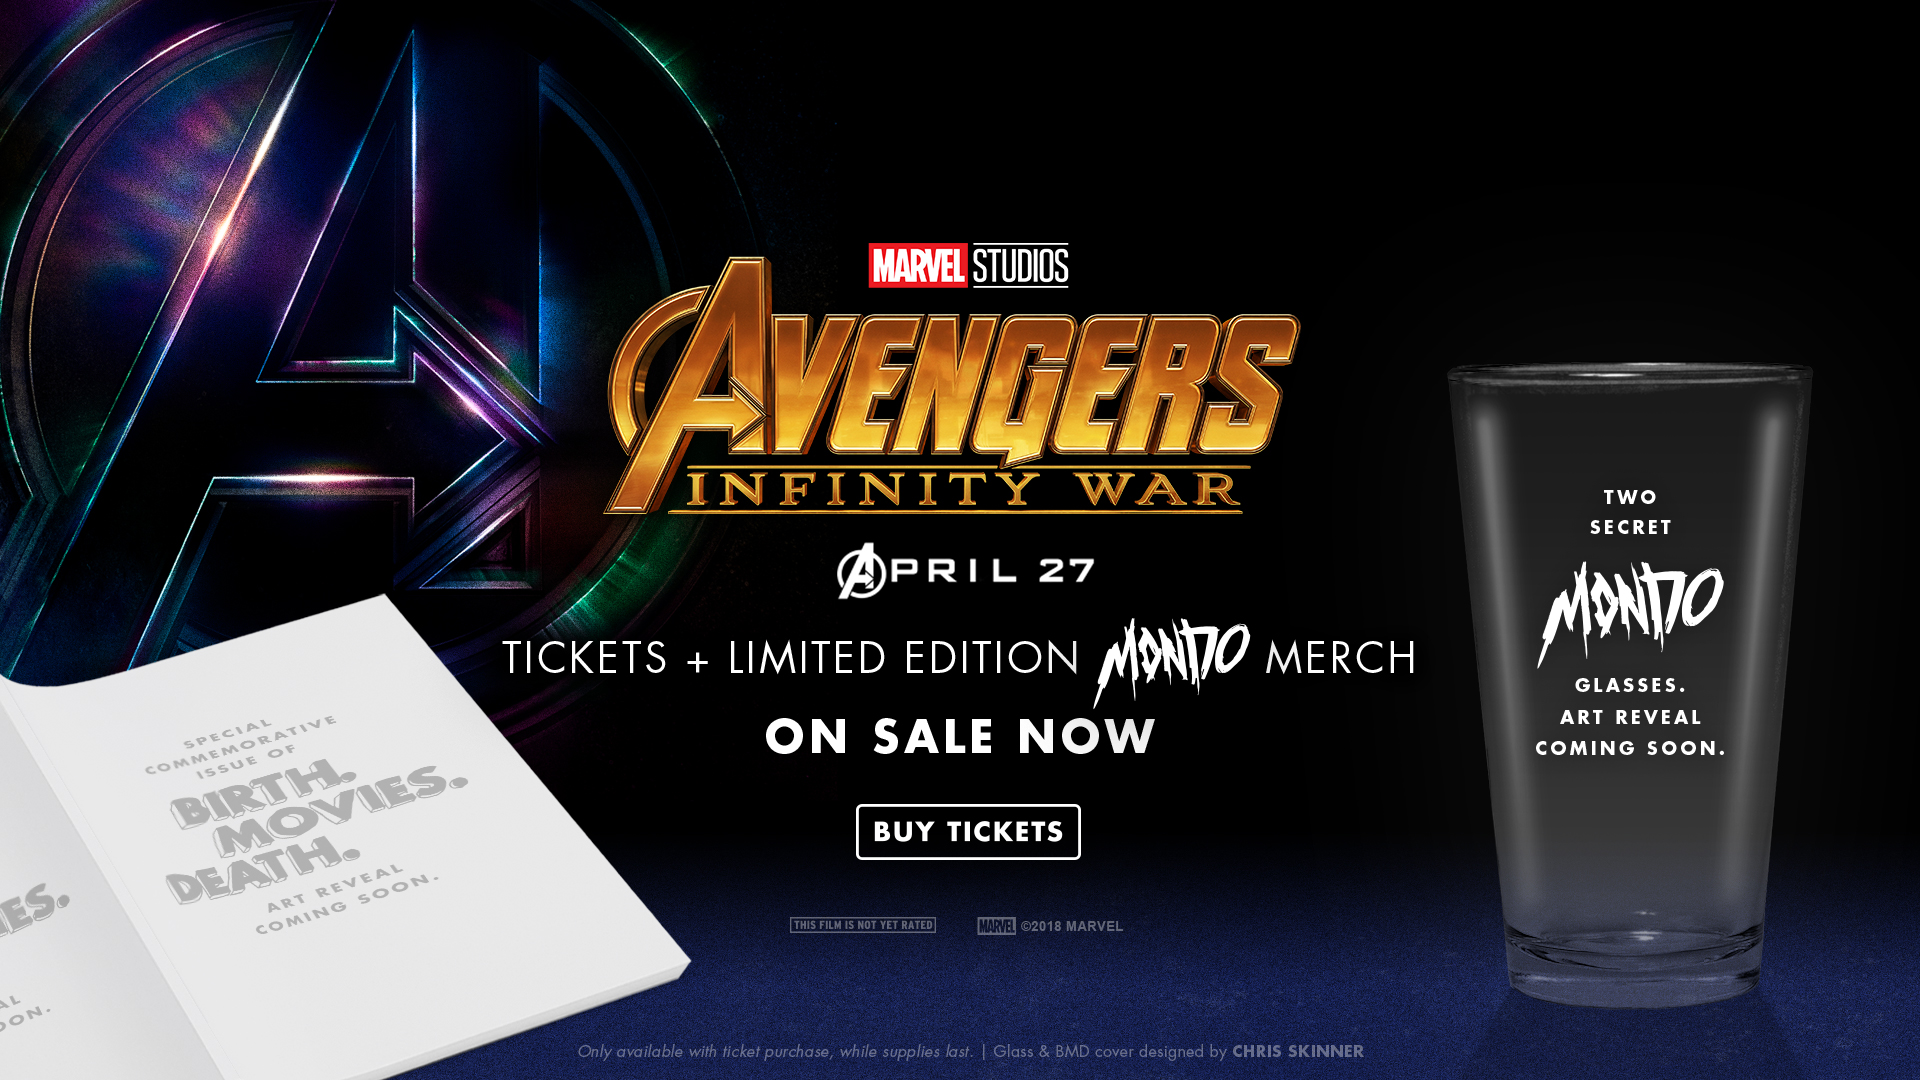 MARVEL STUDIOS
AVENGERS
INFINITY WAR
APRIL 27
TICKETS + LIMITED EDITION MONDO MERCH
ON SALE NOW
BUY TICKETS
THIS FILM IS NOT YET RATED
MARVEL ©2018 MARVEL
Only available with ticket purchase, while supplies last. | Glass & BMD cover designed by CHRIS SKINNER
SPECIAL
COMMEMORATIVE
ISSUE OF
BIRTH.
MOVIES.
DEATH.
ART REVEAL
COMING SOON.
TWO
SECRET
MONDO
GLASSES.
ART REVEAL
COMING SOON.